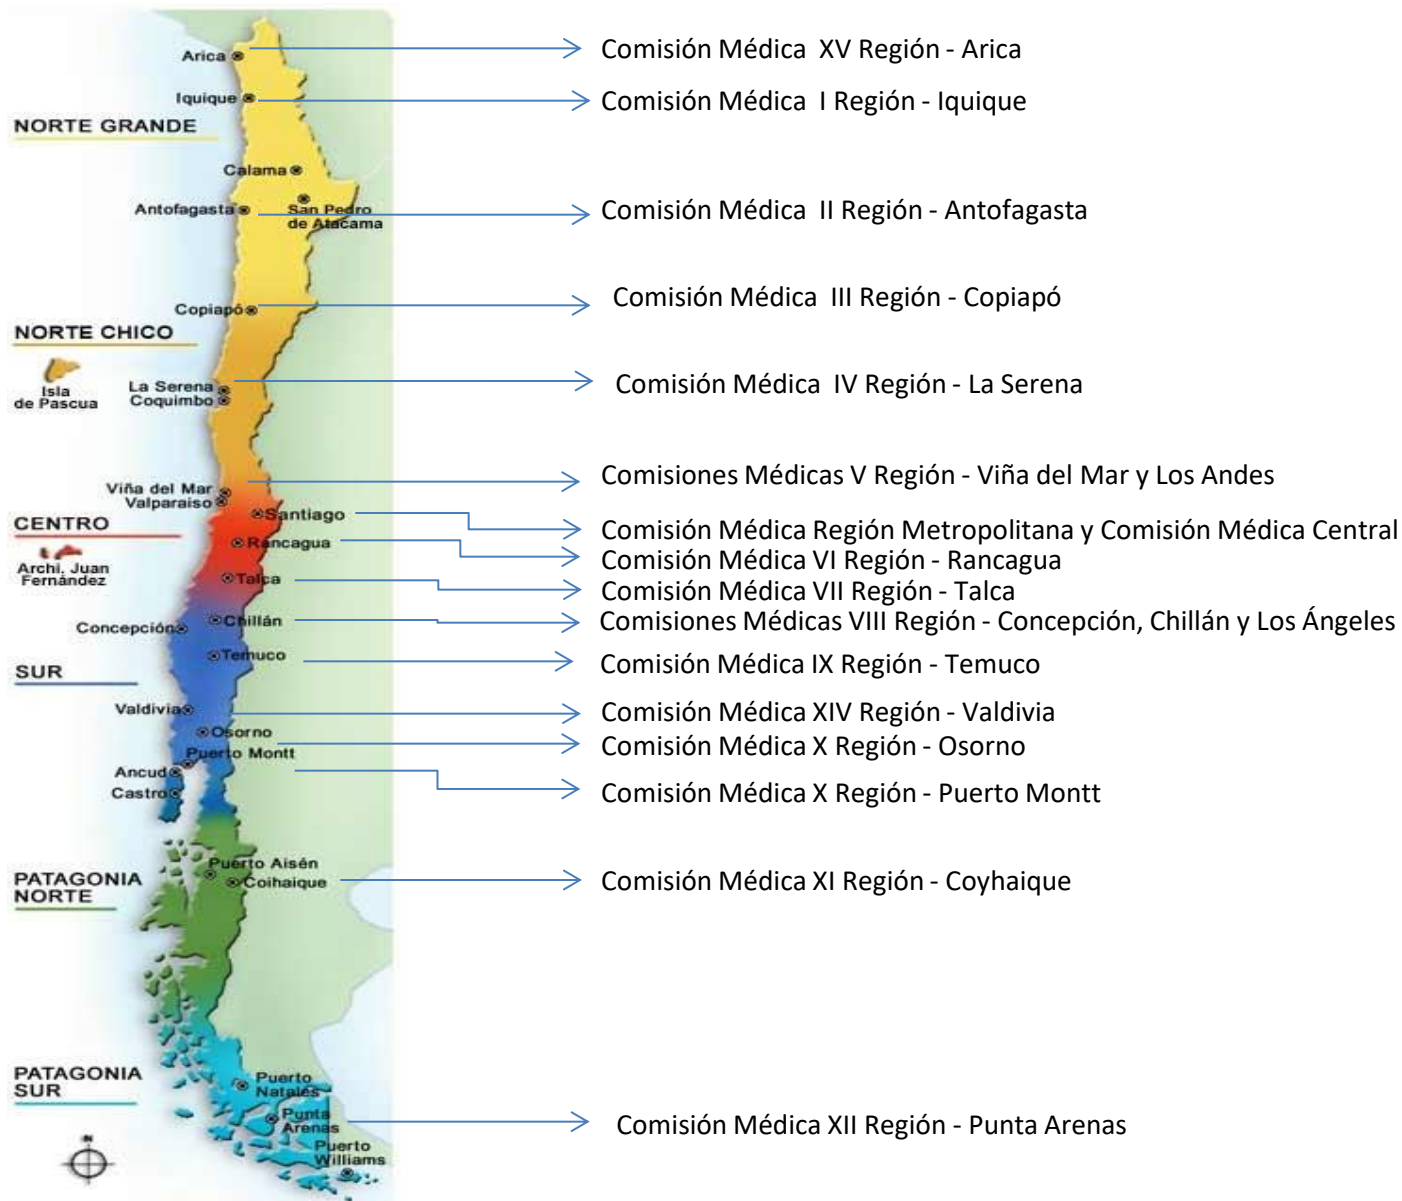 Arica
Comisión Médica XV Región - Arica
Iquique
Comisión Médica I Región - Iquique
NORTE GRANDE
Calama
Antofagasta
San Pedro
de Atacama
Comisión Médica II Región - Antofagasta
Copiapó
Comisión Médica III Región - Copiapó
NORTE CHICO
Isla
de Pascua
La Serena
Coquimbo
Comisión Médica IV Región - La Serena
Viña del Mar
Valparaiso
Comisiones Médicas V Región - Viña del Mar y Los Andes
CENTRO
Santiago
Comisión Médica Región Metropolitana y Comisión Médica Central
Rancagua
Comisión Médica VI Región - Rancagua
Archi. Juan
Fernández
Talca
Comisión Médica VII Región - Talca
Concepción
Chillán
Comisiones Médicas VIII Región - Concepción, Chillán y Los Ángeles
Temuco
Comisión Médica IX Región - Temuco
SUR
Valdivia
Comisión Médica XIV Región - Valdivia
Osorno
Comisión Médica X Región - Osorno
Puerto Montt
Ancud
Castro
Comisión Médica X Región - Puerto Montt
Puerto Aisén
Coihaique
PATAGONIA
NORTE
Comisión Médica XI Región - Coyhaique
PATAGONIA
SUR
Puerto
Natales
Punta
Arenas
Comisión Médica XII Región - Punta Arenas
Puerto
Williams
N